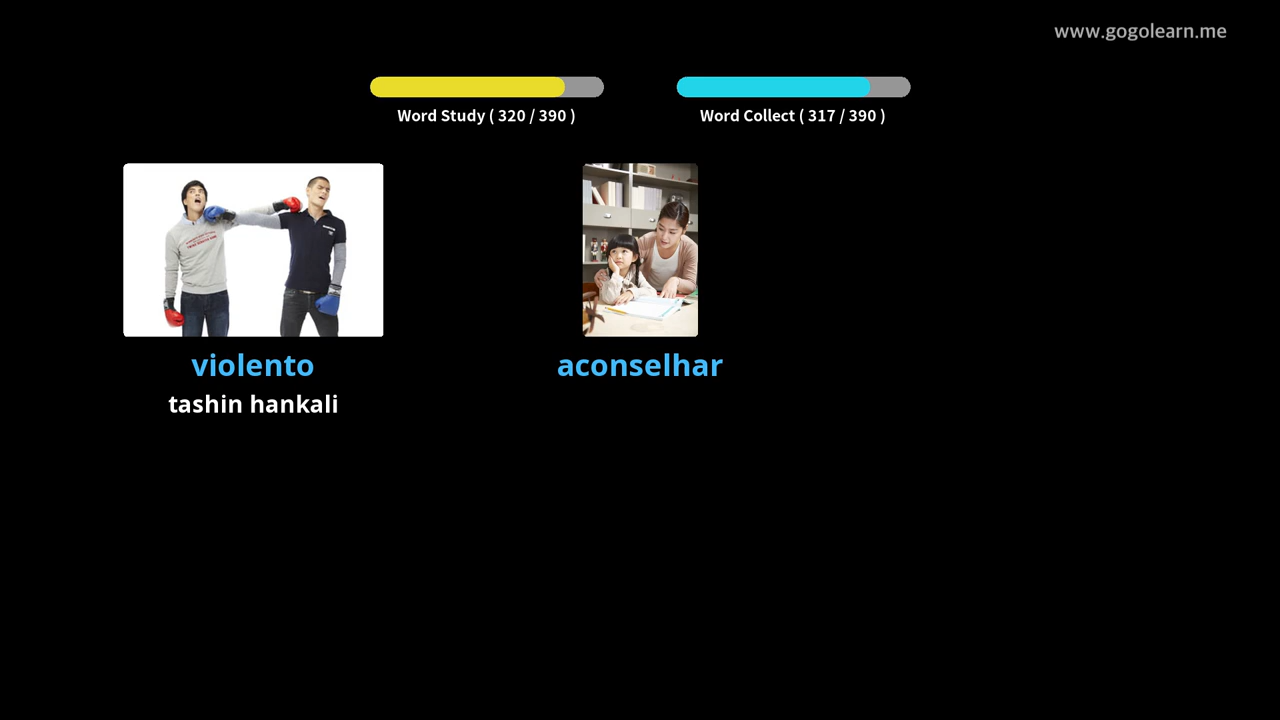 www.gogolearn.me
Word Study ( 320 / 390 )
Word Collect ( 317 / 390 )
violento
aconselhar
tashin hankali